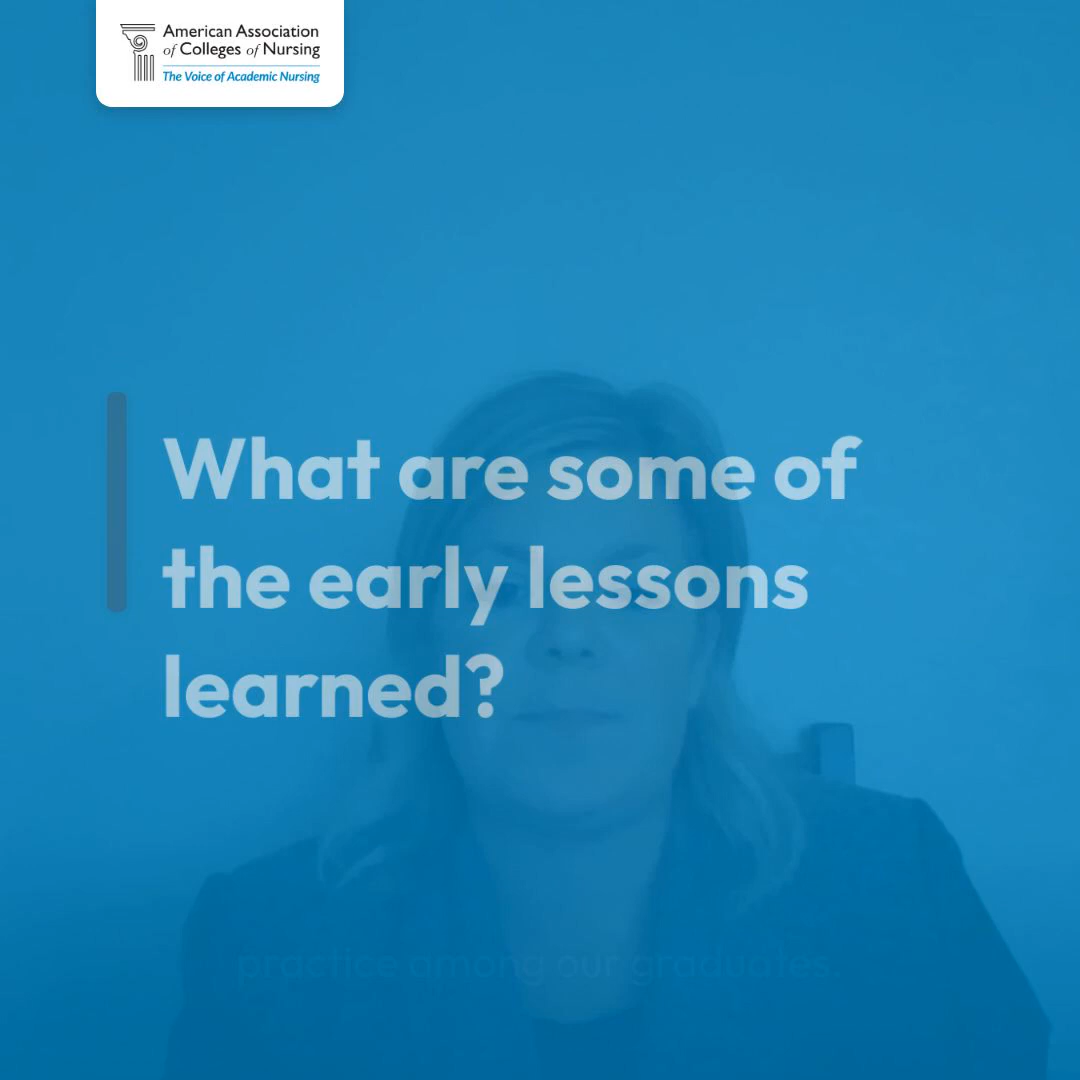 American Association
of Colleges of Nursing
The Voice of Academic Nursing
What are some of
the early lessons
learned?
practice among our graduates.